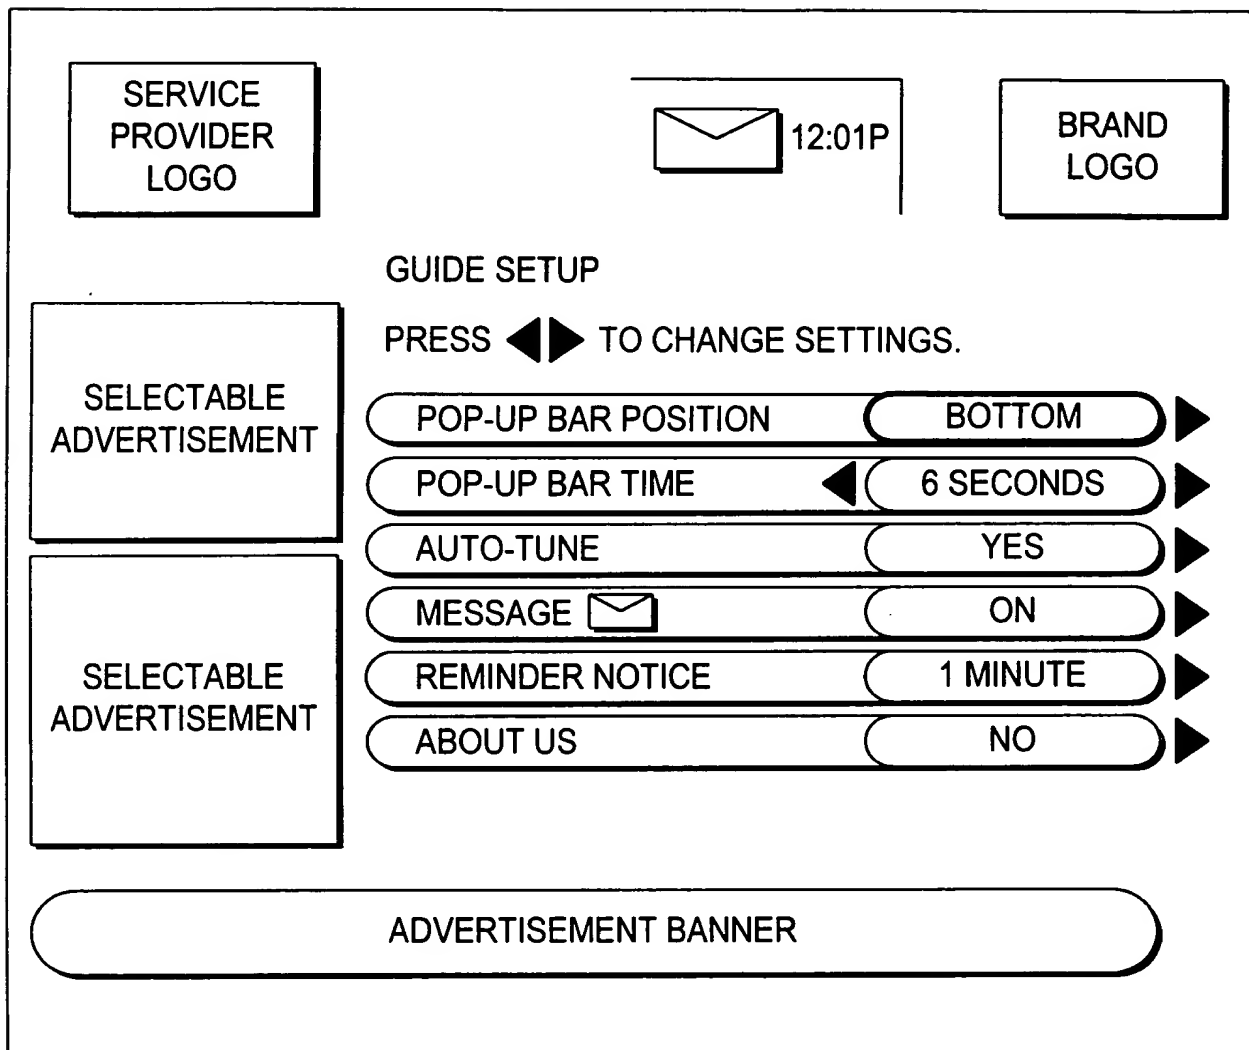 SERVICE
PROVIDER
LOGO
12:01P
BRAND
LOGO
GUIDE SETUP
PRESS ◀▶ TO CHANGE SETTINGS.
SELECTABLE
ADVERTISEMENT
POP-UP BAR POSITION BOTTOM
POP-UP BAR TIME 6 SECONDS
AUTO-TUNE YES
MESSAGE ON
REMINDER NOTICE 1 MINUTE
ABOUT US NO
SELECTABLE
ADVERTISEMENT
ADVERTISEMENT BANNER